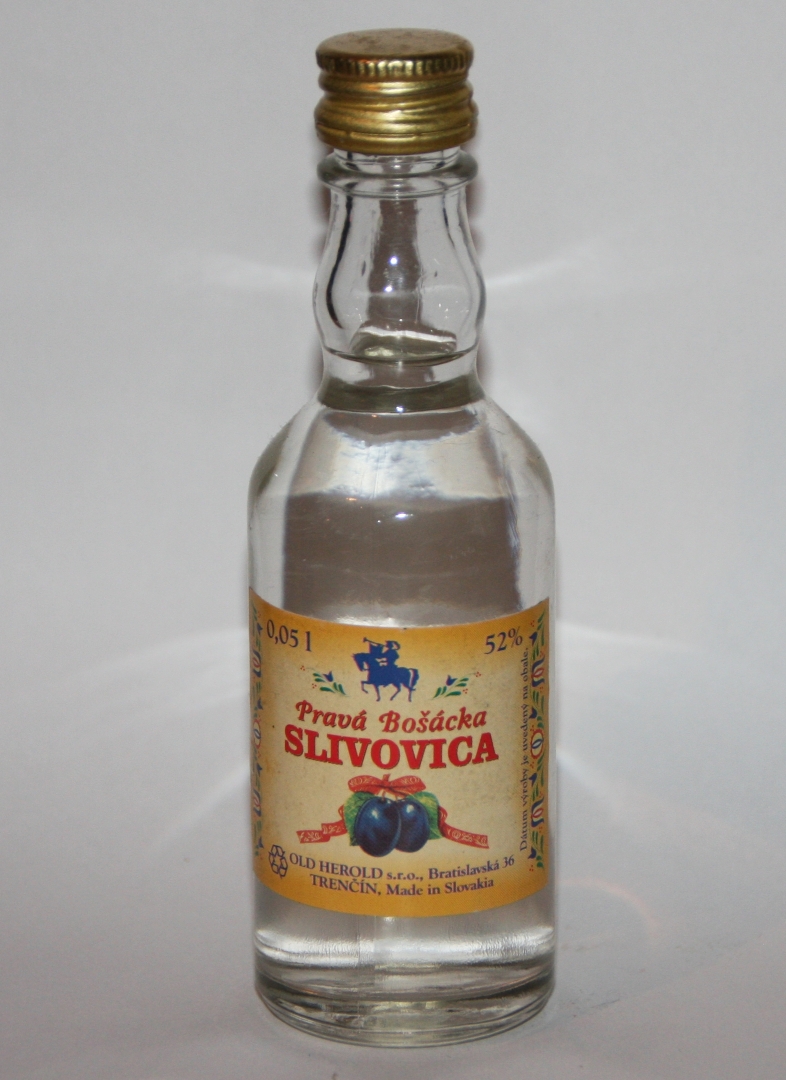 0,05 l
52%
Pravá Bošácka
SLIVOVICA
OLD HEROLD s.r.o., Bratislavská 36
TRENČÍN, Made in Slovakia
Dátum výroby je uvedený na obale.